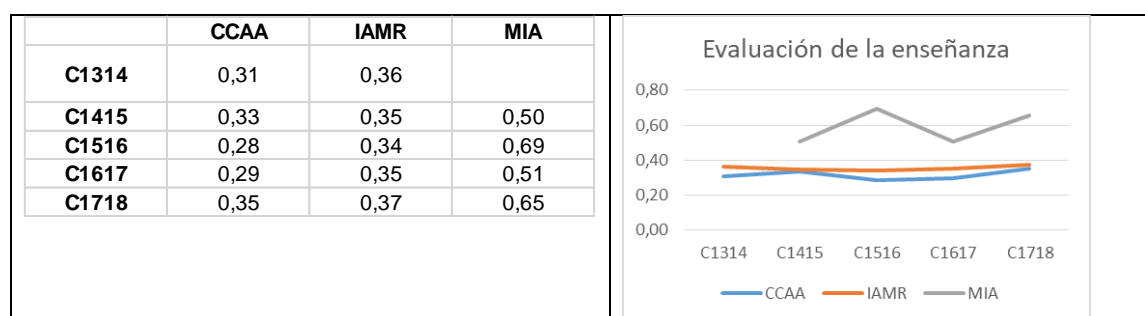 CCAA IAMR MIA
C1314 0,31 0,36
C1415 0,33 0,35 0,50
C1516 0,28 0,34 0,69
C1617 0,29 0,35 0,51
C1718 0,35 0,37 0,65
Evaluación de la enseñanza
0,80
0,60
0,40
0,20
0,00
C1314 C1415 C1516 C1617 C1718
CCAA IAMR MIA